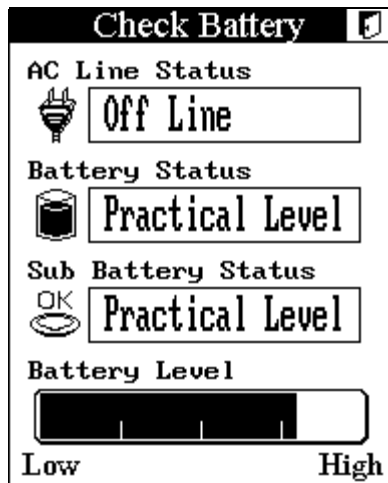 Check Battery
AC Line Status
Off Line
Battery Status
Practical Level
Sub Battery Status
OK
Practical Level
Battery Level
Low High